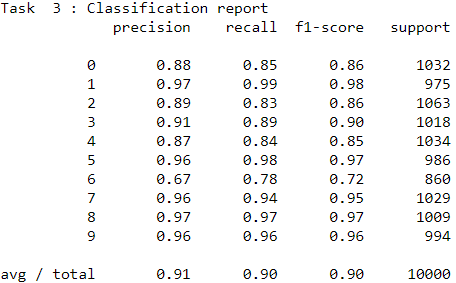 Task  3 : Classification report
             precision    recall  f1-score   support

          0       0.88      0.85      0.86      1032
          1       0.97      0.99      0.98       975
          2       0.89      0.83      0.86      1063
          3       0.91      0.89      0.90      1018
          4       0.87      0.84      0.85      1034
          5       0.96      0.98      0.97       986
          6       0.67      0.78      0.72       860
          7       0.96      0.94      0.95      1029
          8       0.97      0.97      0.97      1009
          9       0.96      0.96      0.96       994

avg / total       0.91      0.90      0.90     10000